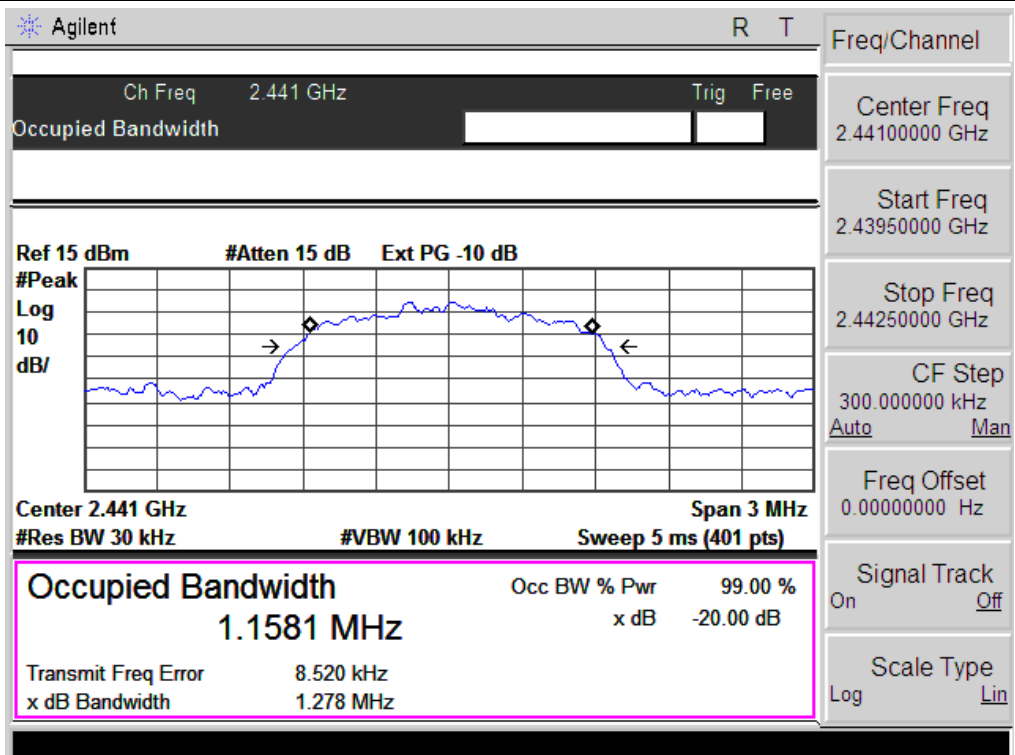 Agilent R T
Ch Freq 2.441 GHz Trig Free
Occupied Bandwidth
Ref 15 dBm #Atten 15 dB Ext PG -10 dB
#Peak
Log
10
dB/
Center 2.441 GHz Span 3 MHz
#Res BW 30 kHz #VBW 100 kHz Sweep 5 ms (401 pts)
Occupied Bandwidth Occ BW % Pwr 99.00 %
1.1581 MHz x dB -20.00 dB
Transmit Freq Error 8.520 kHz
x dB Bandwidth 1.278 MHz
Freq/Channel
Center Freq
2.44100000 GHz
Start Freq
2.43950000 GHz
Stop Freq
2.44250000 GHz
CF Step
300.000000 kHz
Auto Man
Freq Offset
0.00000000 Hz
Signal Track
On Off
Scale Type
Log Lin